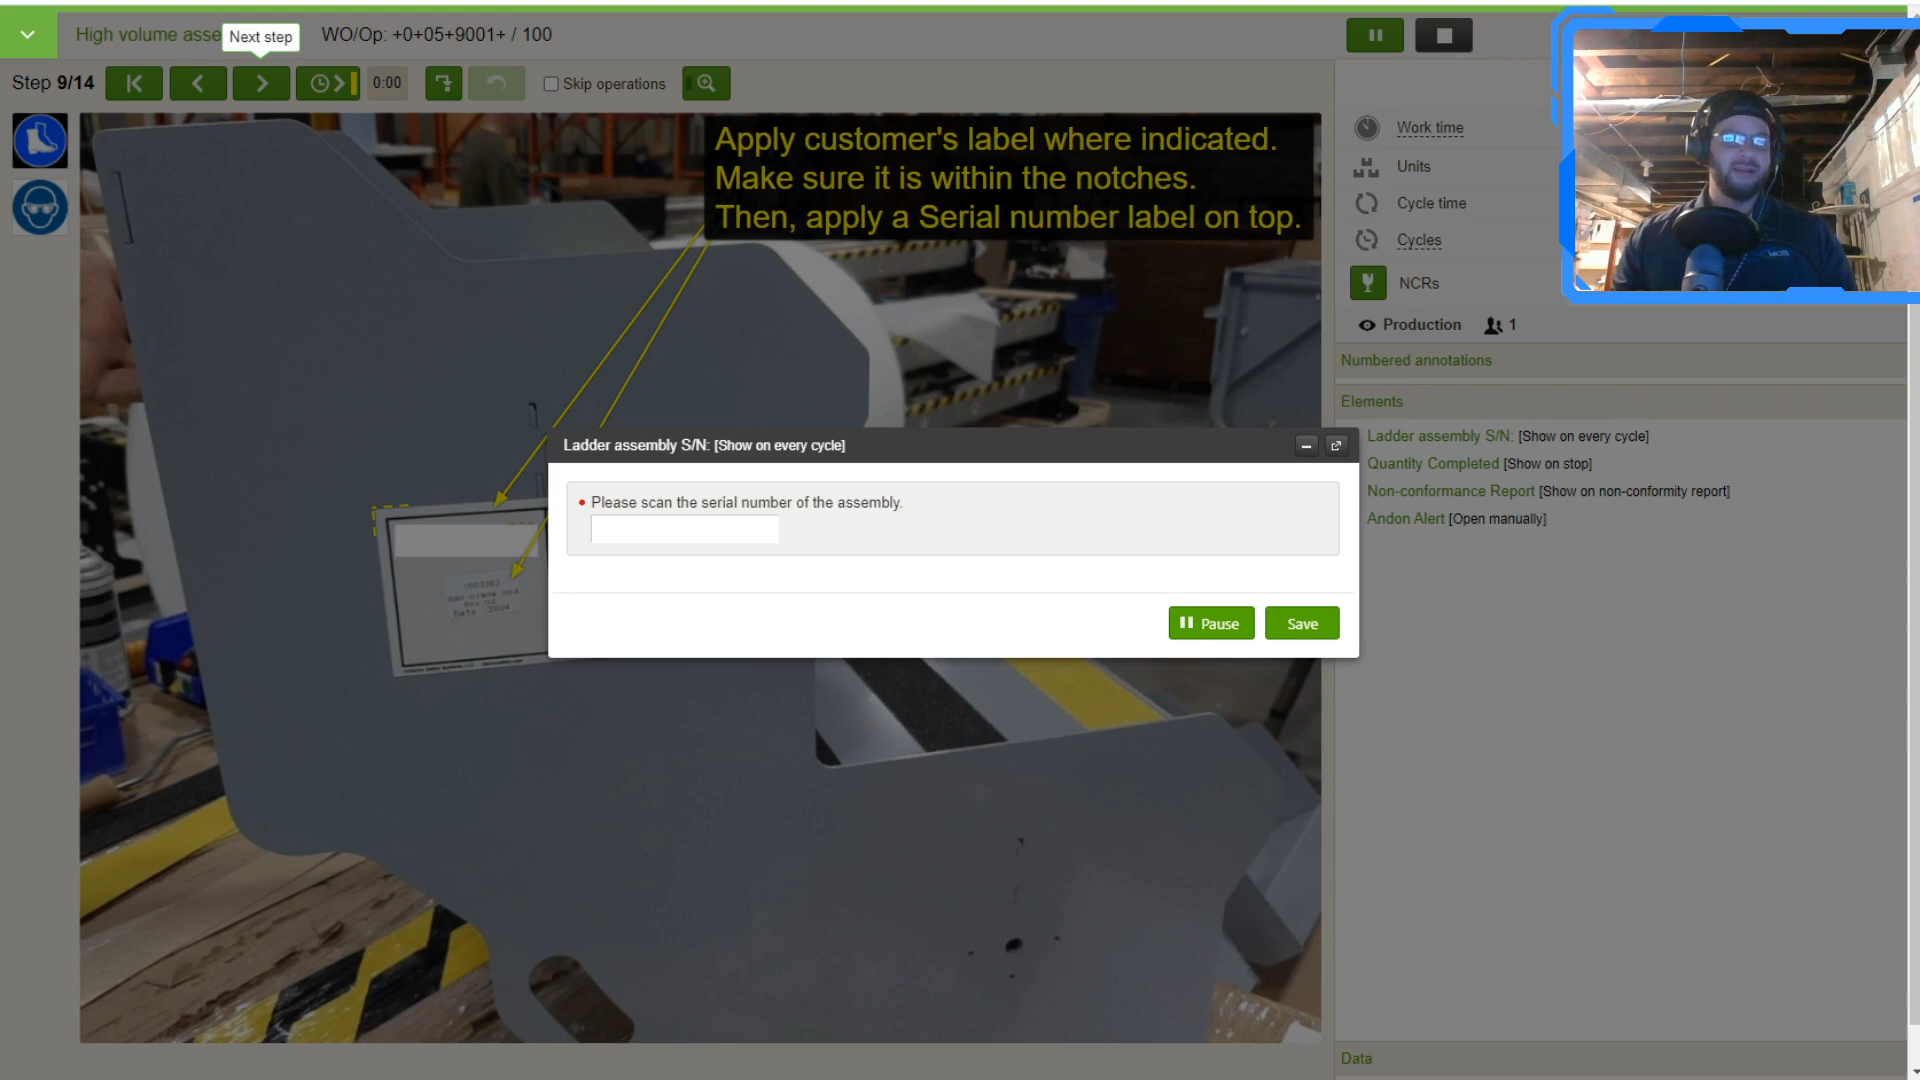 High volume asse
Next step
WO/Op: +0+05+9001+ / 100
Step 9/14
0:00
Skip operations
Apply customer's label where indicated.
Make sure it is within the notches.
Then, apply a Serial number label on top.
Work time
Units
Cycle time
Cycles
NCRs
Production
1
Numbered annotations
Elements
Ladder assembly S/N: [Show on every cycle]
Quantity Completed [Show on stop]
Non-conformance Report [Show on non-conformity report]
Andon Alert [Open manually]
Ladder assembly S/N: [Show on every cycle]
Please scan the serial number of the assembly.
Pause
Save
Date
2004
Data